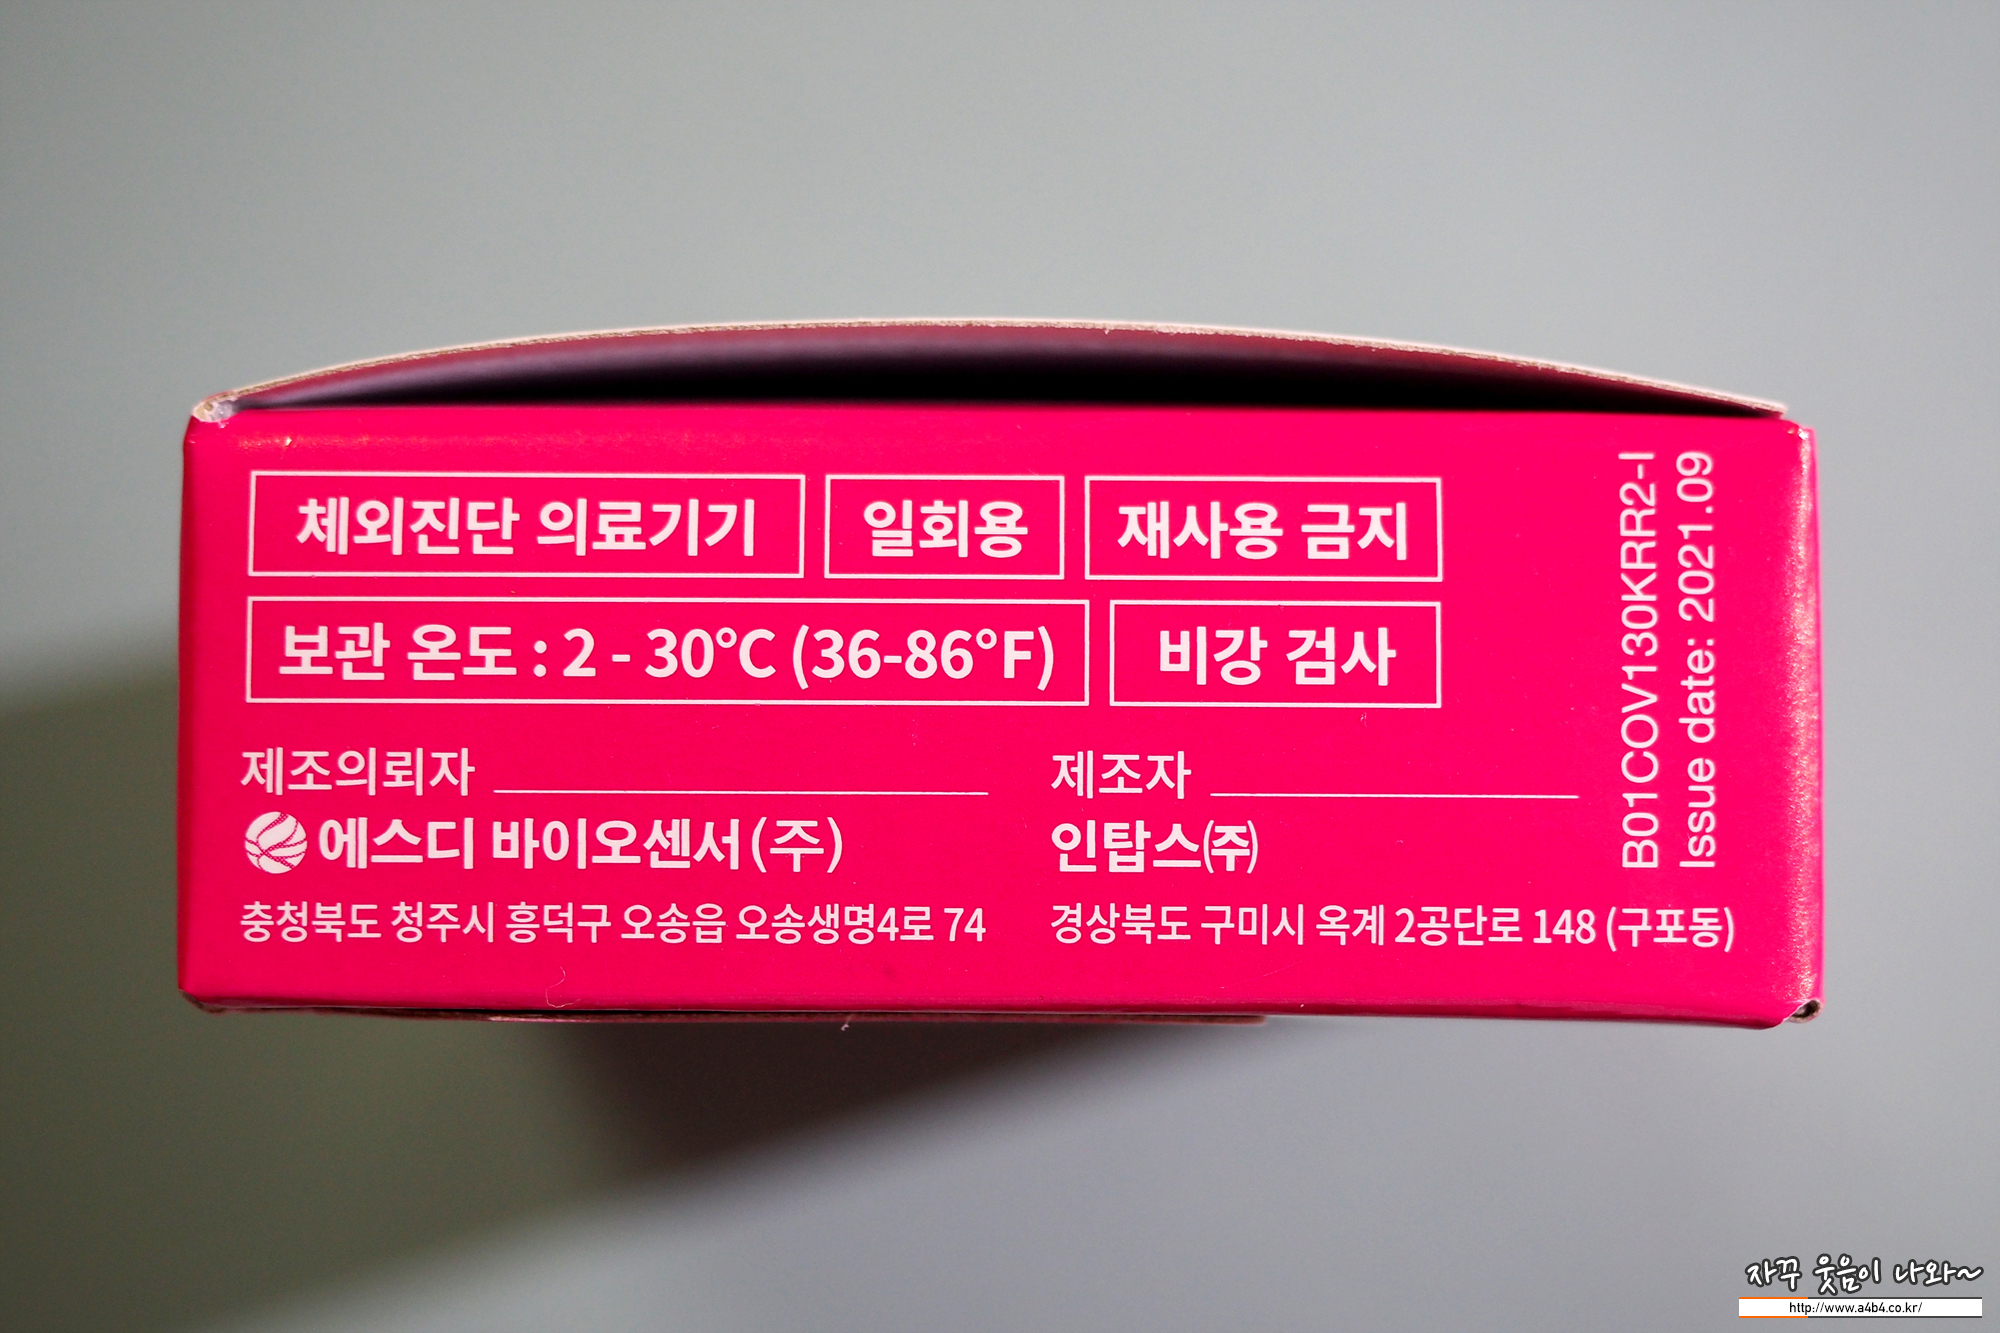 체외진단 의료기기 일회용 재사용 금지
보관 온도 : 2 - 30°C (36-86°F) 비강 검사
제조의뢰자
에스디 바이오센서(주)
충청북도 청주시 흥덕구 오송읍 오송생명4로 74
제조자
인탑스㈜
경상북도 구미시 옥계 2공단로 148 (구포동)
B01COV130KRR2-I
Issue date: 2021.09
자꾸 웃음이 나와~
http://www.a4b4.co.kr/